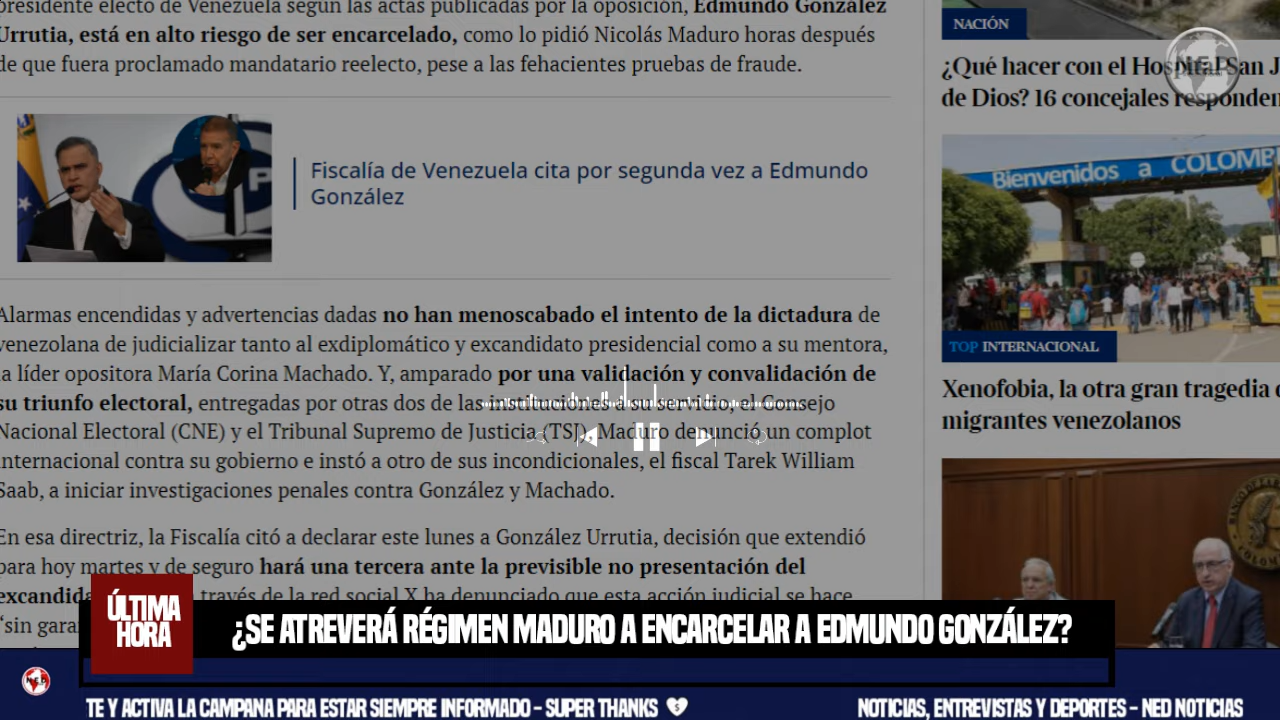 presidente electo de Venezuela según las actas publicadas por la oposición, Edmundo González
Urrutia, está en alto riesgo de ser encarcelado, como lo pidió Nicolás Maduro horas después
de que fuera proclamado mandatario reelecto, pese a las fehacientes pruebas de fraude.
Fiscalía de Venezuela cita por segunda vez a Edmundo
González
Alarmas encendidas y advertencias dadas no han menoscabado el intento de la dictadura de
venezolana de judicializar tanto al exdiplomático y excandidato presidencial como a su mentora,
la líder opositora María Corina Machado. Y, amparado por una validación y convalidación de
su triunfo electoral, entregadas por otras dos de las instituciones a su servicio, el Consejo
Nacional Electoral (CNE) y el Tribunal Supremo de Justicia (TSJ), Maduro denunció un complot
internacional contra su gobierno e instó a otro de sus incondicionales, el fiscal Tarek William
Saab, a iniciar investigaciones penales contra González y Machado.
En esa directriz, la Fiscalía citó a declarar este lunes a González Urrutia, decisión que extendió
para hoy martes y de seguro hará una tercera ante la previsible no presentación del
través de la red social X ha denunciado que esta acción judicial se hace
"sin
NACIÓN
NED
¿Qué hacer con el Hospital San J
de Dios? 16 concejales responden
Bienvenidos a COLOMB
TOP INTERNACIONAL
Xenofobia, la otra gran tragedia d
migrantes venezolanos
ÚLTIMA
HORA
¿SE ATREVERÁ RÉGIMEN MADURO A ENCARCELAR A EDMUNDO GONZÁLEZ?
NED
TE Y ACTIVA LA CAMPANA PARA ESTAR SIEMPRE INFORMADO - SUPER THANKS
NOTICIAS, ENTREVISTAS Y DEPORTES - NED NOTICIAS